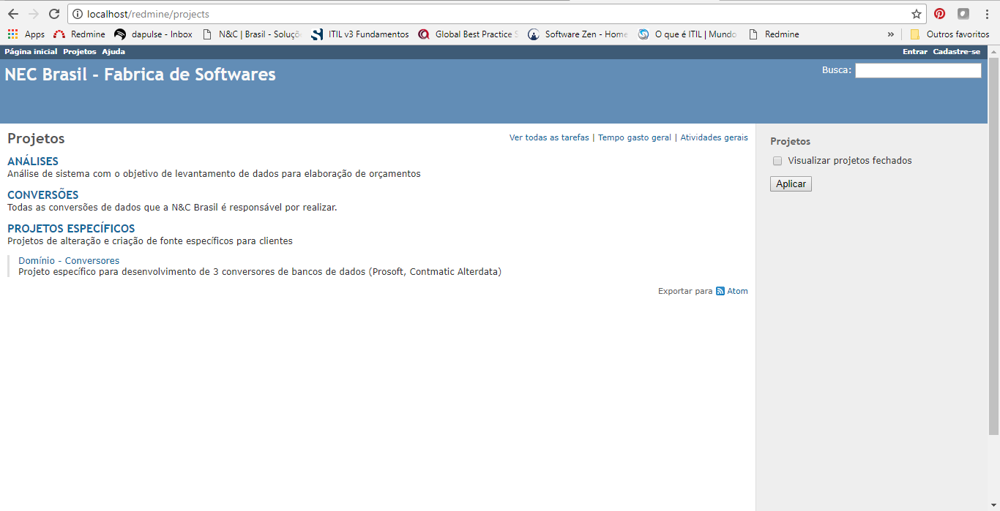 localhost/redmine/projects
Apps Redmine dapulse - Inbox N&C | Brasil - Soluçõ ITIL v3 Fundamentos Global Best Practice S Software Zen - Home O que é ITIL | Mundo Redmine » Outros favoritos
Página inicial Projetos Ajuda Entrar Cadastre-se
NEC Brasil - Fabrica de Softwares Busca:
Projetos Ver todas as tarefas | Tempo gasto geral | Atividades gerais
ANÁLISES
Análise de sistema com o objetivo de levantamento de dados para elaboração de orçamentos
CONVERSÕES
Todas as conversões de dados que a N&C Brasil é responsável por realizar.
PROJETOS ESPECÍFICOS
Projetos de alteração e criação de fonte específicos para clientes
Domínio - Conversores
Projeto específico para desenvolvimento de 3 conversores de bancos de dados (Prosoft, Contmatic Alterdata)
Exportar para Atom
Projetos
Visualizar projetos fechados
Aplicar